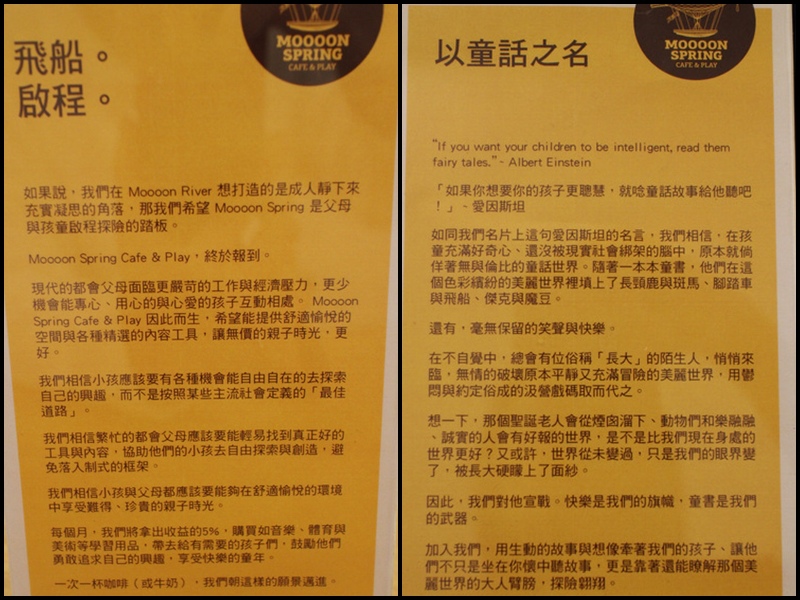 MOOOON
SPRING
CAFE & PLAY
飛船。
啟程。
如果說，我們在 Moooon River 想打造的是成人靜下來
充實凝思的角落，那我們希望 Moooon Spring 是父母
與孩童啟程探險的踏板。
Moooon Spring Cafe & Play，終於報到。
現代的都會父母面臨更嚴苛的工作與經濟壓力，更少
機會能專心、用心的與心愛的孩子互動相處。 Moooon
Spring Cafe & Play 因此而生，希望能提供舒適愉悅的
空間與各種精選的內容工具，讓無價的親子時光，更
好。
我們相信小孩應該要有各種機會能自由自在的去探索
自己的興趣，而不是按照某些主流社會定義的「最佳
道路」。
我們相信繁忙的都會父母應該要能輕易找到真正好的
工具與內容，協助他們的小孩去自由探索與創造，避
免落入制式的框架。
我們相信小孩與父母都應該要能夠在舒適愉悅的環境
中享受難得、珍貴的親子時光。
每個月，我們將拿出收益的5%，購買如音樂、體育與
美術等學習用品，帶去給有需要的孩子們，鼓勵他們
勇敢追求自己的興趣，享受快樂的童年。
一次一杯咖啡（或牛奶），我們朝這樣的願景邁進。
MOOOON
SPRING
CAFE & PLAY
以童話之名
"If you want your children to be intelligent, read them
fairy tales."~ Albert Einstein
「如果你想要你的孩子更聰慧，就唸童話故事給他聽吧
！」~ 愛因斯坦
如同我們名片上這句愛因斯坦的名言，我們相信，在孩
童充滿好奇心、還沒被現實社會綁架的腦中，原本就倘
佯著無與倫比的童話世界。隨著一本本童書，他們在這
個色彩繽紛的美麗世界裡填上了長頸鹿與斑馬、腳踏車
與飛船、傑克與魔豆。
還有，毫無保留的笑聲與快樂。
在不自覺中，總會有位俗稱「長大」的陌生人，悄悄來
臨，無情的破壞原本平靜又充滿冒險的美麗世界，用鬱
悶與約定俗成的汲營戲碼取而代之。
想一下，那個聖誕老人會從煙囪溜下、動物們和樂融融
、誠實的人會有好報的世界，是不是比我們現在身處的
世界更好？又或許，世界從未變過，只是我們的眼界變
了，被長大硬矇上了面紗。
因此，我們對他宣戰。快樂是我們的旗幟，童書是我們
的武器。
加入我們，用生動的故事與想像牽著我們的孩子、讓他
們不只是坐在你懷中聽故事，更是靠著還能瞭解那個美
麗世界的大人臂膀，探險翱翔。